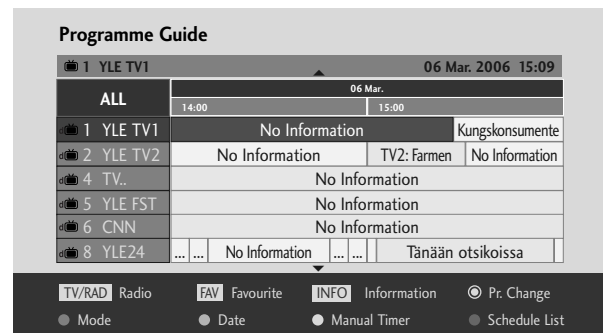 Programme Guide
1 YLE TV1 06 Mar. 2006 15:09
ALL 06 Mar.
14:00 15:00
1 YLE TV1 No Information Kungskonsumente
2 YLE TV2 No Information TV2: Farmen No Information
4 TV.. No Information
5 YLE FST No Information
6 CNN No Information
8 YLE24 ... ... No Information ... ... Tänään otsikoissa
TV/RAD Radio FAV Favourite INFO Inforrmation Pr. Change
Mode Date Manual Timer Schedule List